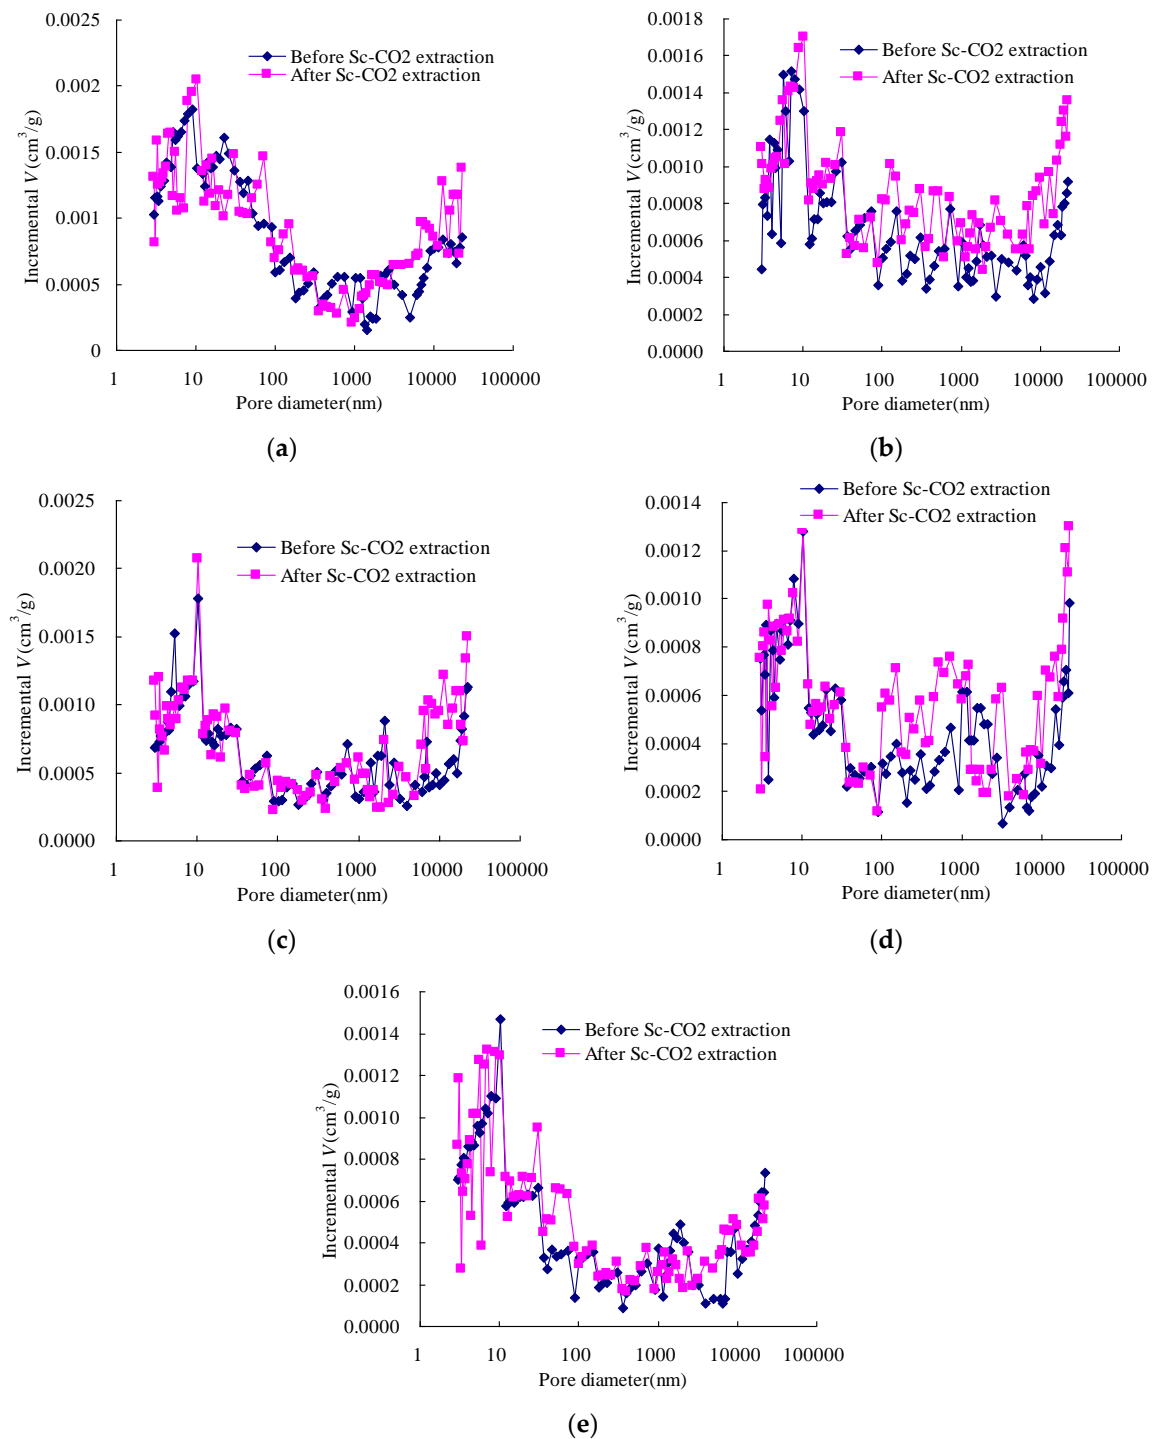 0.0025
0.002
0.0015
0.001
0.0005
0
Incremental V(cm³/g)
Before Sc-CO2 extraction
After Sc-CO2 extraction
1 10 100 1000 10000 100000
Pore diameter(nm)
(a)
0.0018
0.0016
0.0014
0.0012
0.0010
0.0008
0.0006
0.0004
0.0002
0.0000
Incremental V(cm³/g)
Before Sc-CO2 extraction
After Sc-CO2 extraction
1 10 100 1000 10000 100000
Pore diameter(nm)
(b)
0.0025
0.0020
0.0015
0.0010
0.0005
0.0000
Incremental V(cm³/g)
Before Sc-CO2 extraction
After Sc-CO2 extraction
1 10 100 1000 10000 100000
Pore diameter(nm)
(c)
0.0014
0.0012
0.0010
0.0008
0.0006
0.0004
0.0002
0.0000
Incremental V(cm³/g)
Before Sc-CO2 extraction
After Sc-CO2 extraction
1 10 100 1000 10000 100000
Pore diameter(nm)
(d)
0.0016
0.0014
0.0012
0.0010
0.0008
0.0006
0.0004
0.0002
0.0000
Incremental V(cm³/g)
Before Sc-CO2 extraction
After Sc-CO2 extraction
1 10 100 1000 10000 100000
Pore diameter(nm)
(e)